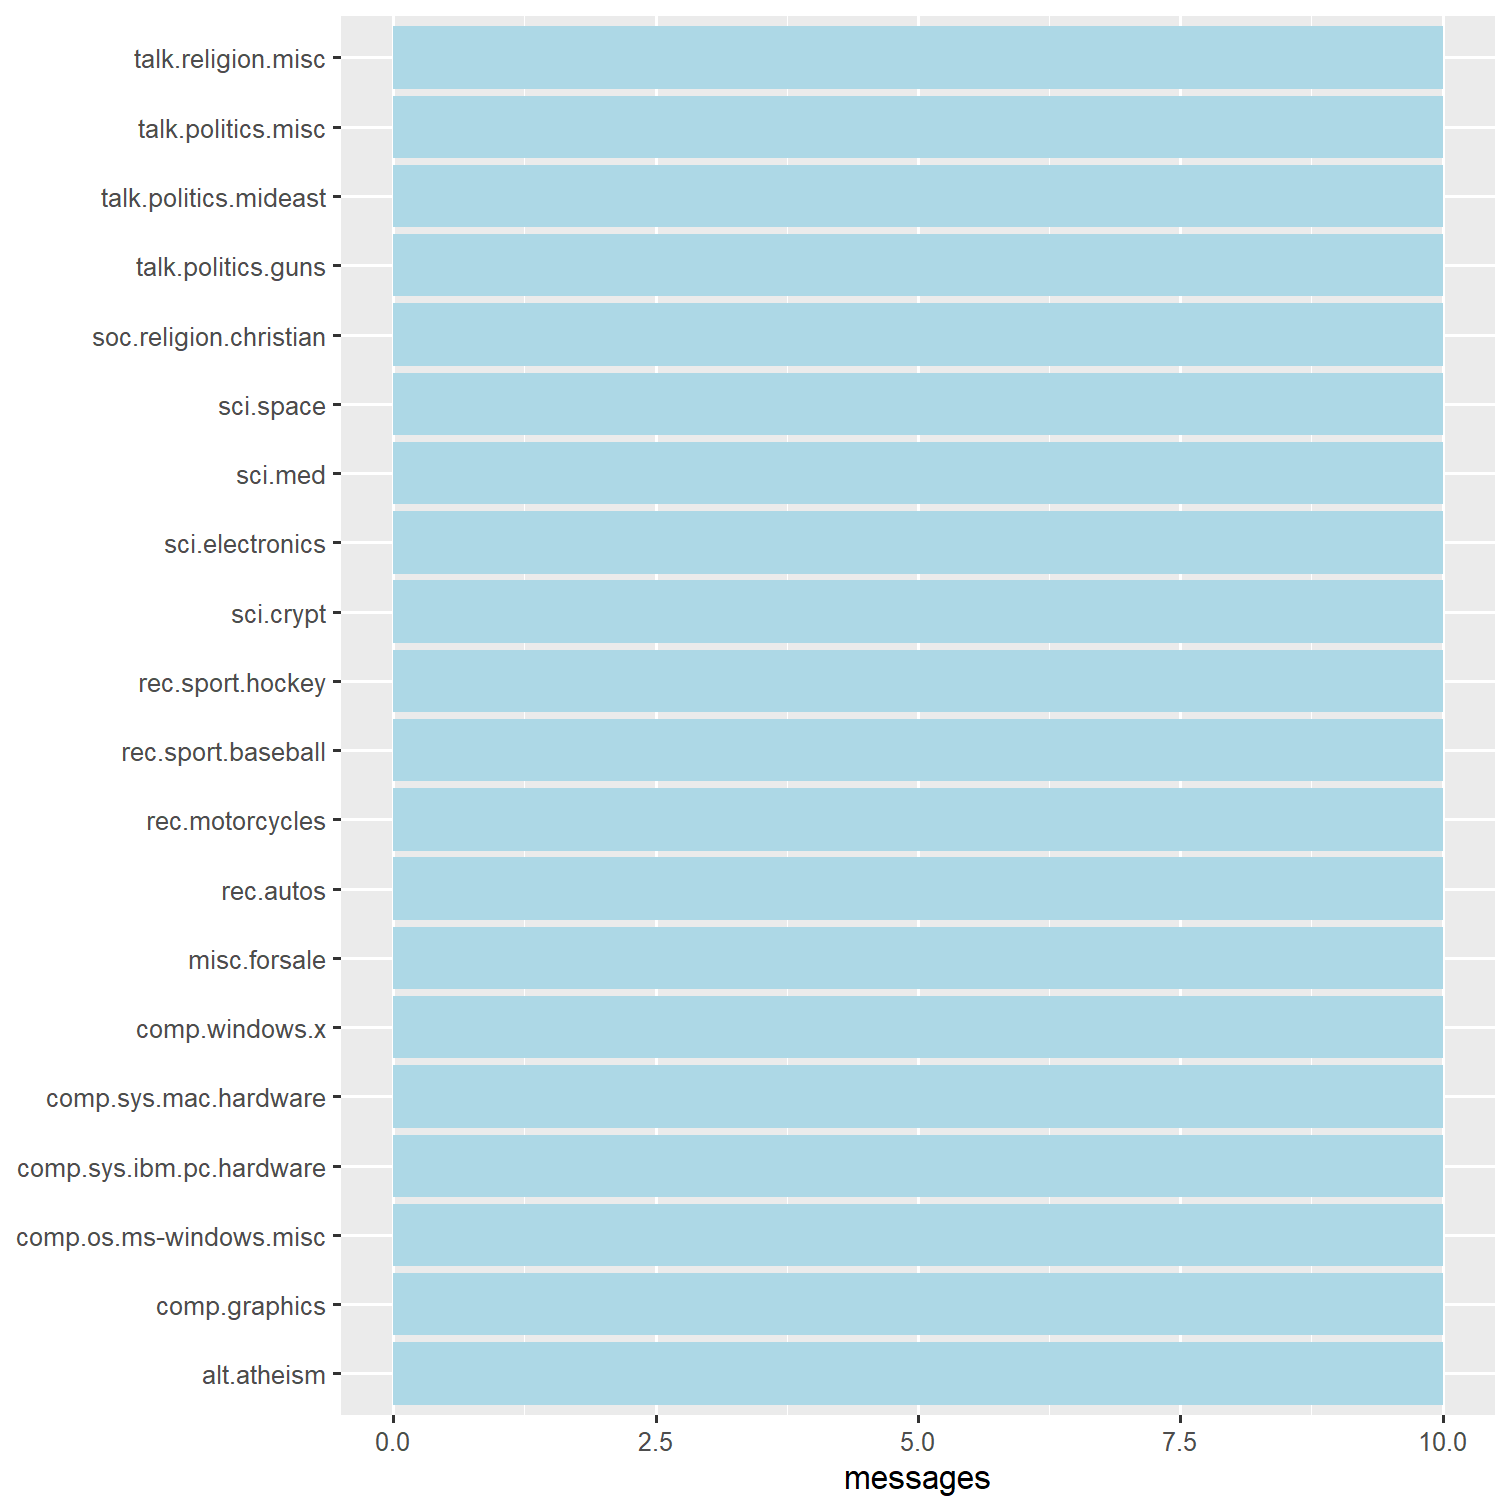 talk.religion.misc
talk.politics.misc
talk.politics.mideast
talk.politics.guns
soc.religion.christian
sci.space
sci.med
sci.electronics
sci.crypt
rec.sport.hockey
rec.sport.baseball
rec.motorcycles
rec.autos
misc.forsale
comp.windows.x
comp.sys.mac.hardware
comp.sys.ibm.pc.hardware
comp.os.ms-windows.misc
comp.graphics
alt.atheism
0.0 2.5 5.0 7.5 10.0
messages